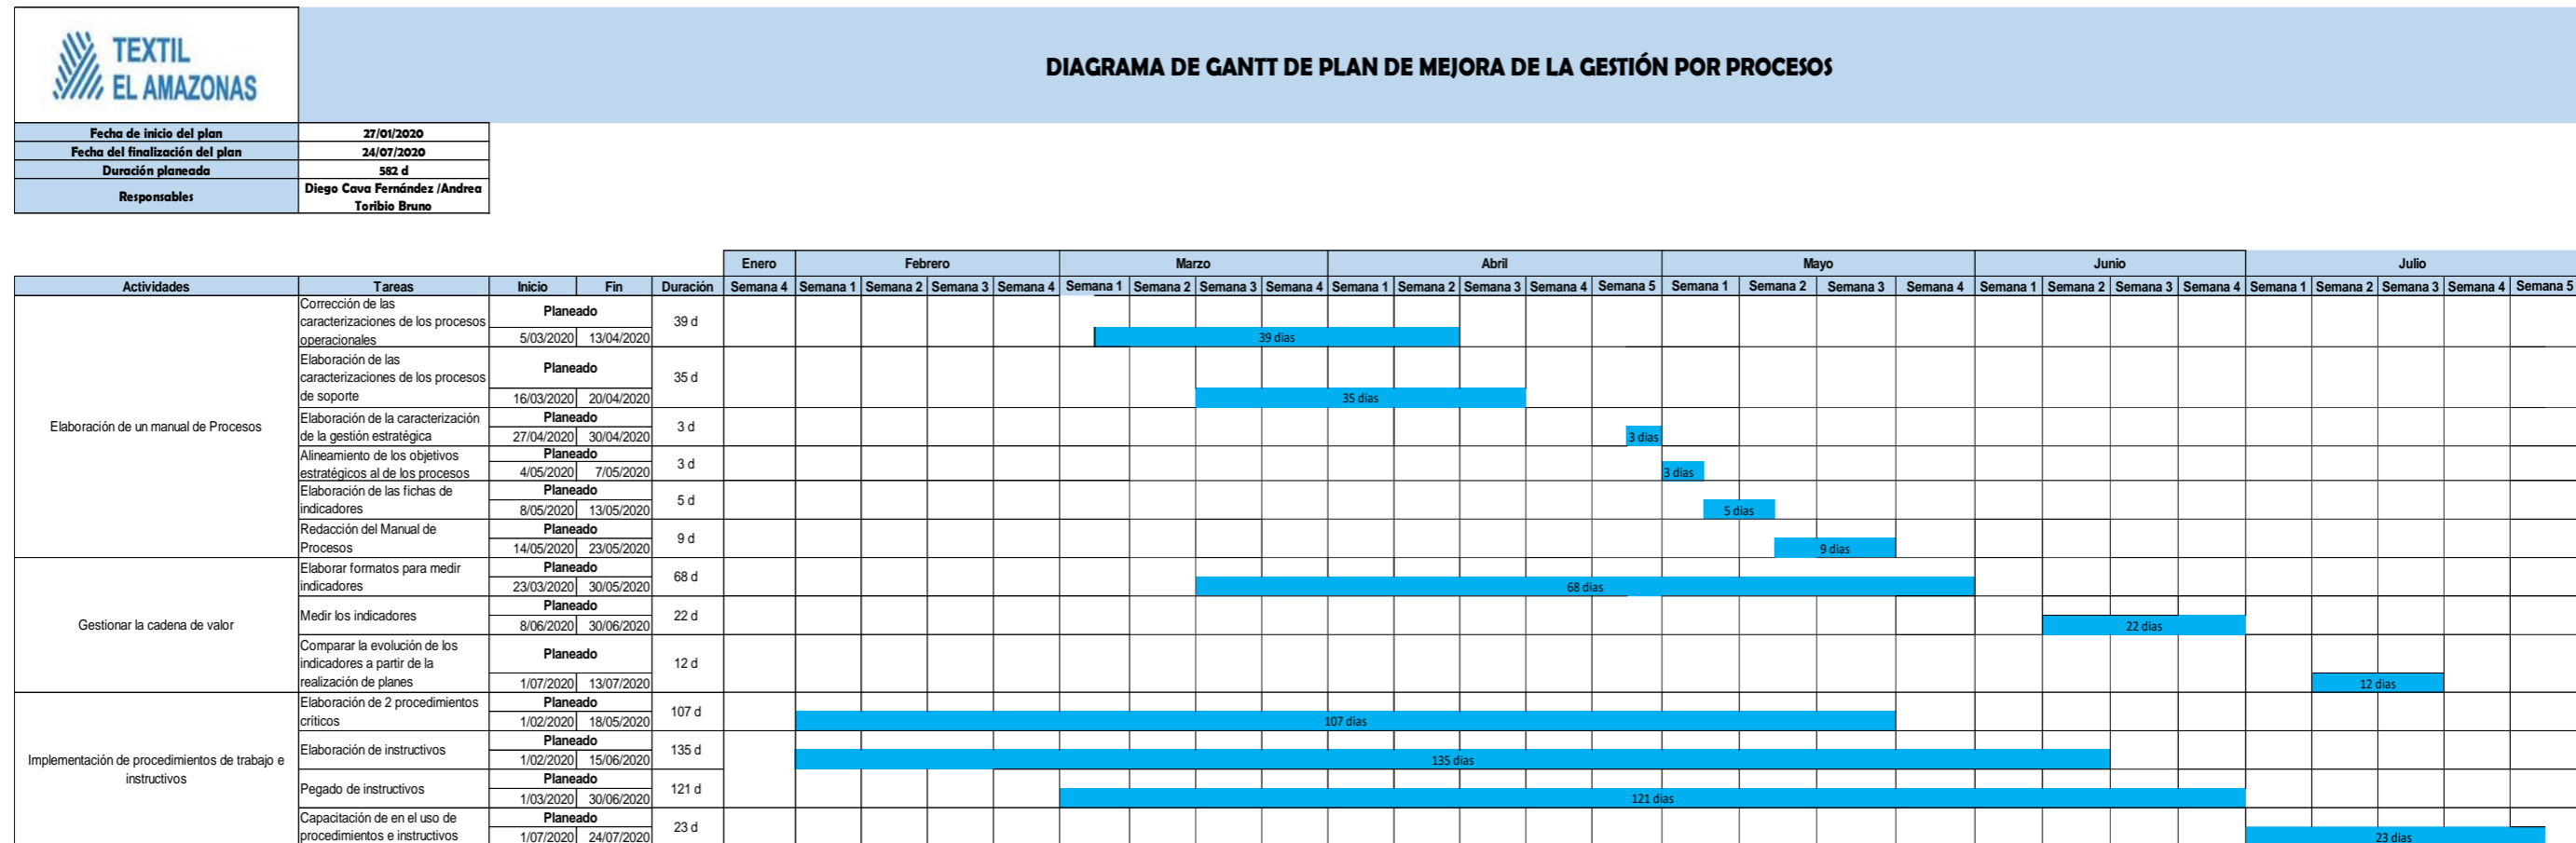 TEXTIL
EL AMAZONAS
DIAGRAMA DE GANTT DE PLAN DE MEJORA DE LA GESTIÓN POR PROCESOS
Fecha de inicio del plan 27/01/2020
Fecha del finalización del plan 24/07/2020
Duración planeada 582 d
Responsables Diego Cava Fernández /Andrea
Toribio Bruno
Enero Febrero Marzo Abril Mayo Junio Julio
Actividades Tareas Inicio Fin Duración Semana 4 Semana 1 Semana 2 Semana 3 Semana 4 Semana 1 Semana 2 Semana 3 Semana 4 Semana 1 Semana 2 Semana 3 Semana 4 Semana 5 Semana 1 Semana 2 Semana 3 Semana 4 Semana 1 Semana 2 Semana 3 Semana 4 Semana 1 Semana 2 Semana 3 Semana 4 Semana 5
Elaboración de un manual de Procesos
Corrección de las
caracterizaciones de los procesos
operacionales
Planeado
5/03/2020 13/04/2020
39 d
39 dias
Elaboración de las
caracterizaciones de los procesos
de soporte
Planeado
16/03/2020 20/04/2020
35 d
35 dias
Elaboración de la caracterización
de la gestión estratégica
Planeado
27/04/2020 30/04/2020
3 d
3 dias
Alineamiento de los objetivos
estratégicos al de los procesos
Planeado
4/05/2020 7/05/2020
3 d
3 dias
Elaboración de las fichas de
indicadores
Planeado
8/05/2020 13/05/2020
5 d
5 dias
Redacción del Manual de
Procesos
Planeado
14/05/2020 23/05/2020
9 d
9 dias
Gestionar la cadena de valor
Elaborar formatos para medir
indicadores
Planeado
23/03/2020 30/05/2020
68 d
68 dias
Medir los indicadores
Planeado
8/06/2020 30/06/2020
22 d
22 dias
Comparar la evolución de los
indicadores a partir de la
realización de planes
Planeado
1/07/2020 13/07/2020
12 d
12 dias
Implementación de procedimientos de trabajo e
instructivos
Elaboración de 2 procedimientos
críticos
Planeado
1/02/2020 18/05/2020
107 d
107 dias
Elaboración de instructivos
Planeado
1/02/2020 15/06/2020
135 d
135 dias
Pegado de instructivos
Planeado
1/03/2020 30/06/2020
121 d
121 dias
Capacitación de en el uso de
procedimientos e instructivos
Planeado
1/07/2020 24/07/2020
23 d
23 dias